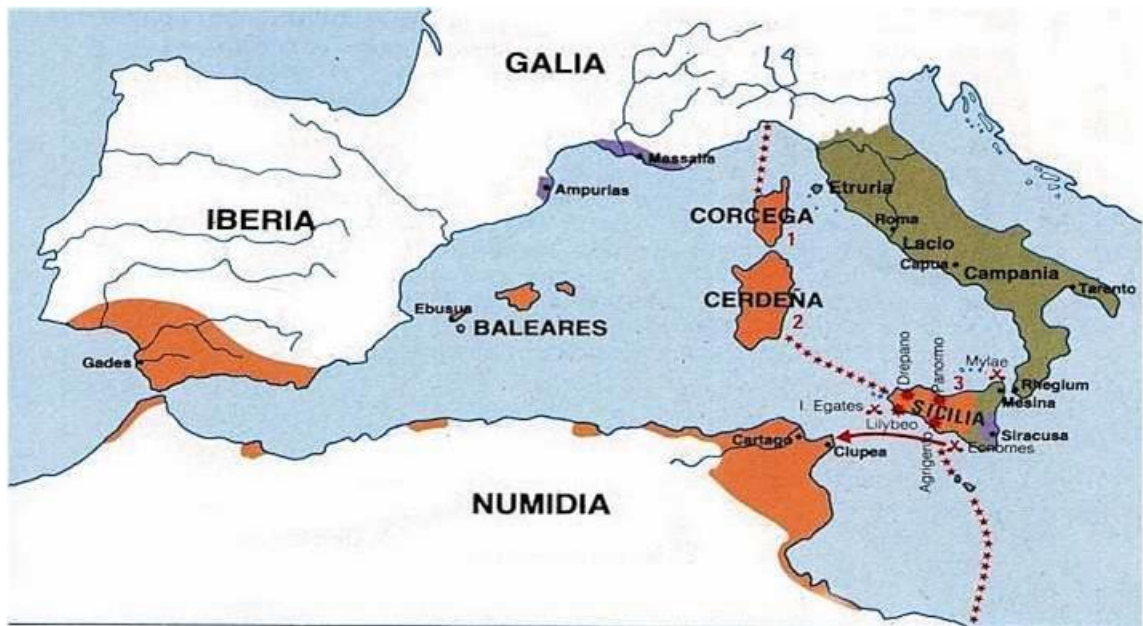 GALIA
Massalia
Ampurias
Etruria
IBERIA
CORCEGA
1
Roma
Lacio
Capua
Campania
Tarento
CERDEÑA
2
Ebusus
BALEARES
Gades
Drepano
Panormo
3
Mylae
Rhegium
Mesina
I. Egates
SICILIA
Lilybeo
Siracusa
Cartago
Clupea
Agrigento
Ecnomes
NUMIDIA